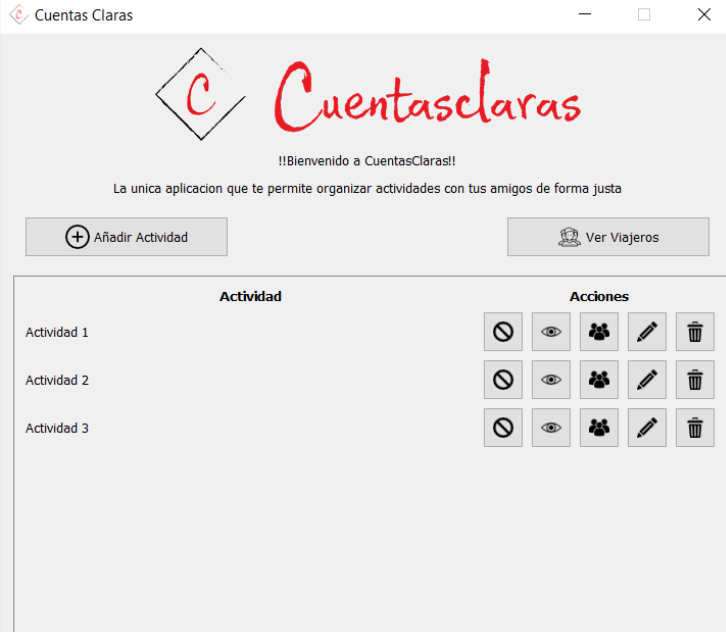 Cuentas Claras
C Cuentasclaras
!!Bienvenido a CuentasClaras!!
La unica aplicacion que te permite organizar actividades con tus amigos de forma justa
Añadir Actividad Ver Viajeros
Actividad Acciones
Actividad 1
Actividad 2
Actividad 3